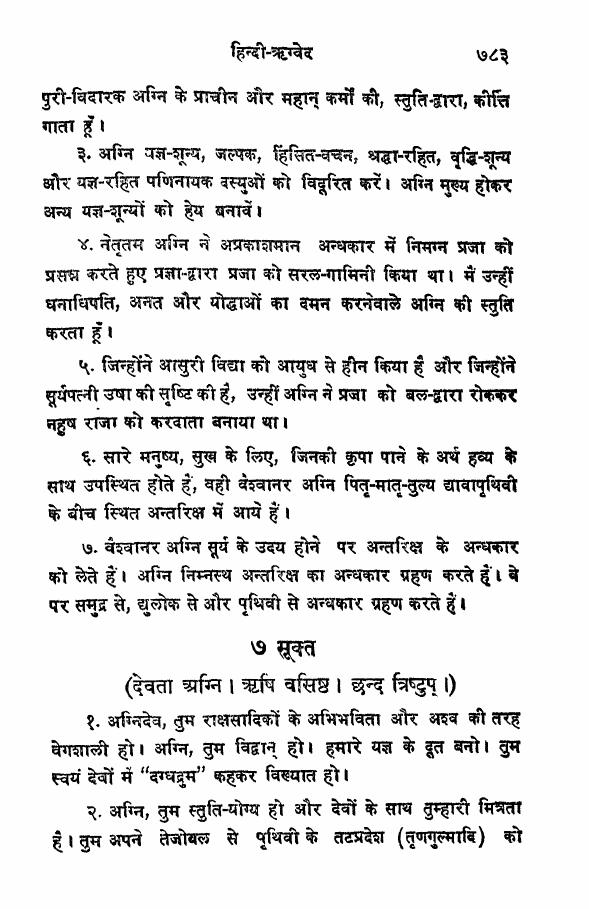 हिन्दी-ऋग्वेद ७८३
पुरी-विदारक अग्नि के प्राचीन और महान् कर्मों की, स्तुति-द्वारा, कीर्त्ति
गाता हूँ।
३. अग्नि यज्ञ-शून्य, जल्पक, हिंसित-वचन, श्रद्धा-रहित, वृद्धि-शून्य
और यज्ञ-रहित पणिनायक दस्युओं को विदूरित करें। अग्नि मुख्य होकर
अन्य यज्ञ-शून्यों को हेय बनावें।
४. नेतृतम अग्नि ने अप्रकाशमान अन्धकार में निमग्न प्रजा को
प्रसन्न करते हुए प्रज्ञा-द्वारा प्रजा को सरल-गामिनी किया था। मैं उन्हीं
धनाधिपति, अनत और योद्धाओं का दमन करनेवाले अग्नि की स्तुति
करता हूँ।
५. जिन्होंने आसुरी विद्या को आयुध से हीन किया है और जिन्होंने
सूर्यपत्नी उषा की सृष्टि की है, उन्हीं अग्नि ने प्रजा को बल-द्वारा रोककर
नहुष राजा को करदाता बनाया था।
६. सारे मनुष्य, सुख के लिए, जिनकी कृपा पाने के अर्थ हव्य के
साथ उपस्थित होते हैं, वही वैश्वानर अग्नि पितृ-मातृ-तुल्य द्यावापृथिवी
के बीच स्थित अन्तरिक्ष में आये हैं।
७. वैश्वानर अग्नि सूर्य के उदय होने पर अन्तरिक्ष के अन्धकार
को लेते हैं। अग्नि निम्नस्थ अन्तरिक्ष का अन्धकार ग्रहण करते हैं। वे
पर समुद्र से, द्युलोक से और पृथिवी से अन्धकार ग्रहण करते हैं।
७ सूक्त
(देवता अग्नि। ऋषि वसिष्ठ। छन्द त्रिष्टुप्।)
१. अग्निदेव, तुम राक्षसादिकों के अभिभविता और अश्व की तरह
वेगशाली हो। अग्नि, तुम विद्वान् हो। हमारे यज्ञ के दूत बनो। तुम
स्वयं देवों में “दग्धद्रुम” कहकर विख्यात हो।
२. अग्नि, तुम स्तुति-योग्य हो और देवों के साथ तुम्हारी मित्रता
है। तुम अपने तेजोबल से पृथिवी के तटप्रदेश (तृणगुल्मादि) को